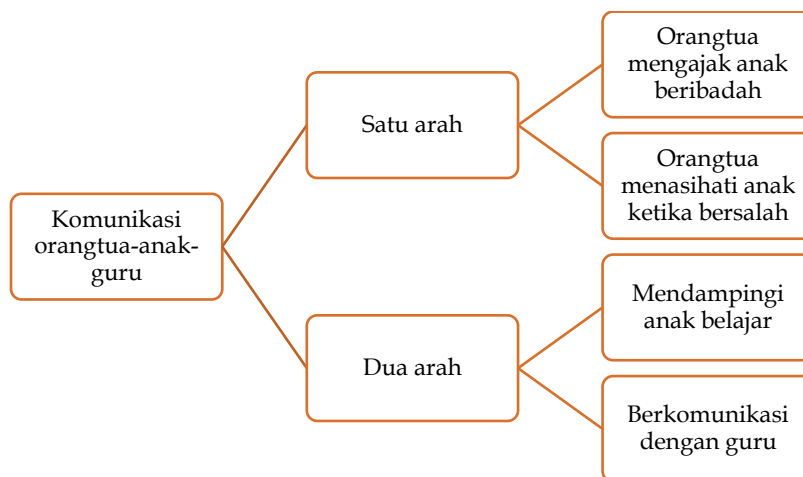 Komunikasi
orangtua-anak-
guru
Satu arah
Orangtua
mengajak anak
beribadah
Orangtua
menasihati anak
ketika bersalah
Dua arah
Mendampingi
anak belajar
Berkomunikasi
dengan guru